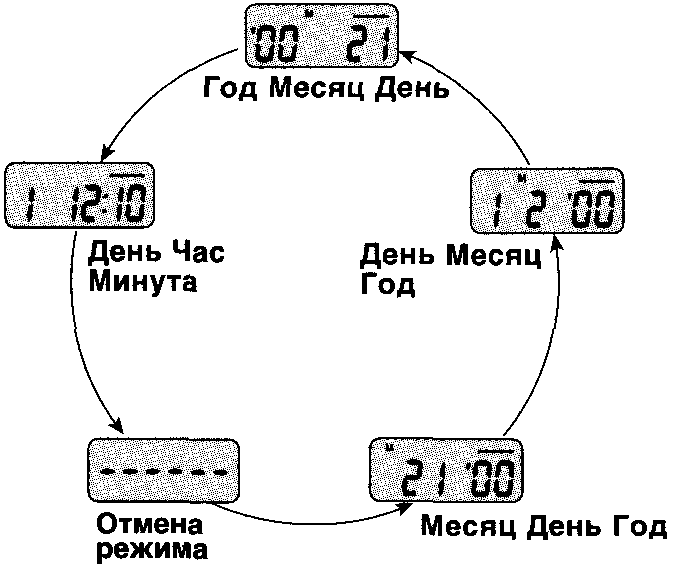 '00 M 21
Год Месяц День
1 12:10
День Час
Минута
1 M 2 '00
День Месяц
Год
------
Отмена
режима
M 21 '00
Месяц День Год